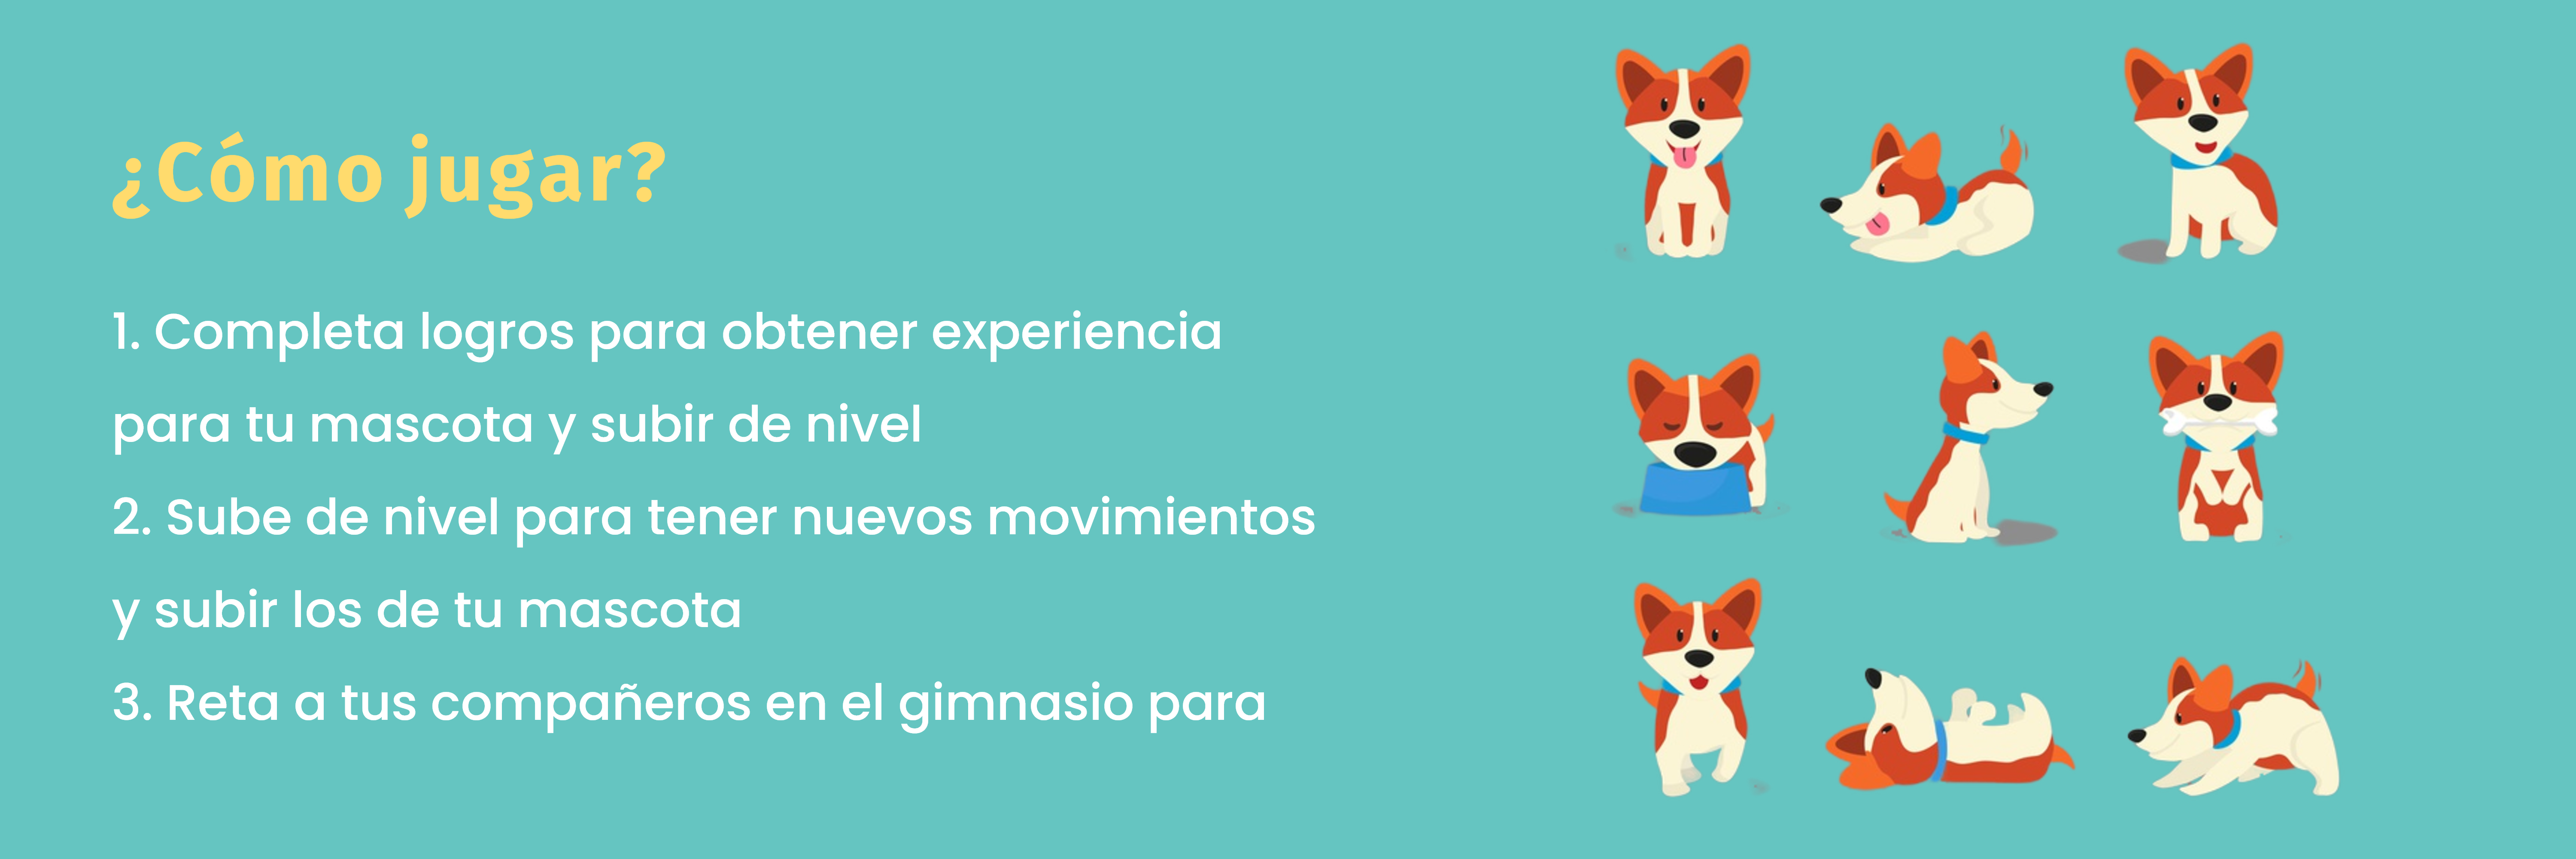 ¿Cómo jugar?
1. Completa logros para obtener experiencia
para tu mascota y subir de nivel
2. Sube de nivel para tener nuevos movimientos
y subir los de tu mascota
3. Reta a tus compañeros en el gimnasio para